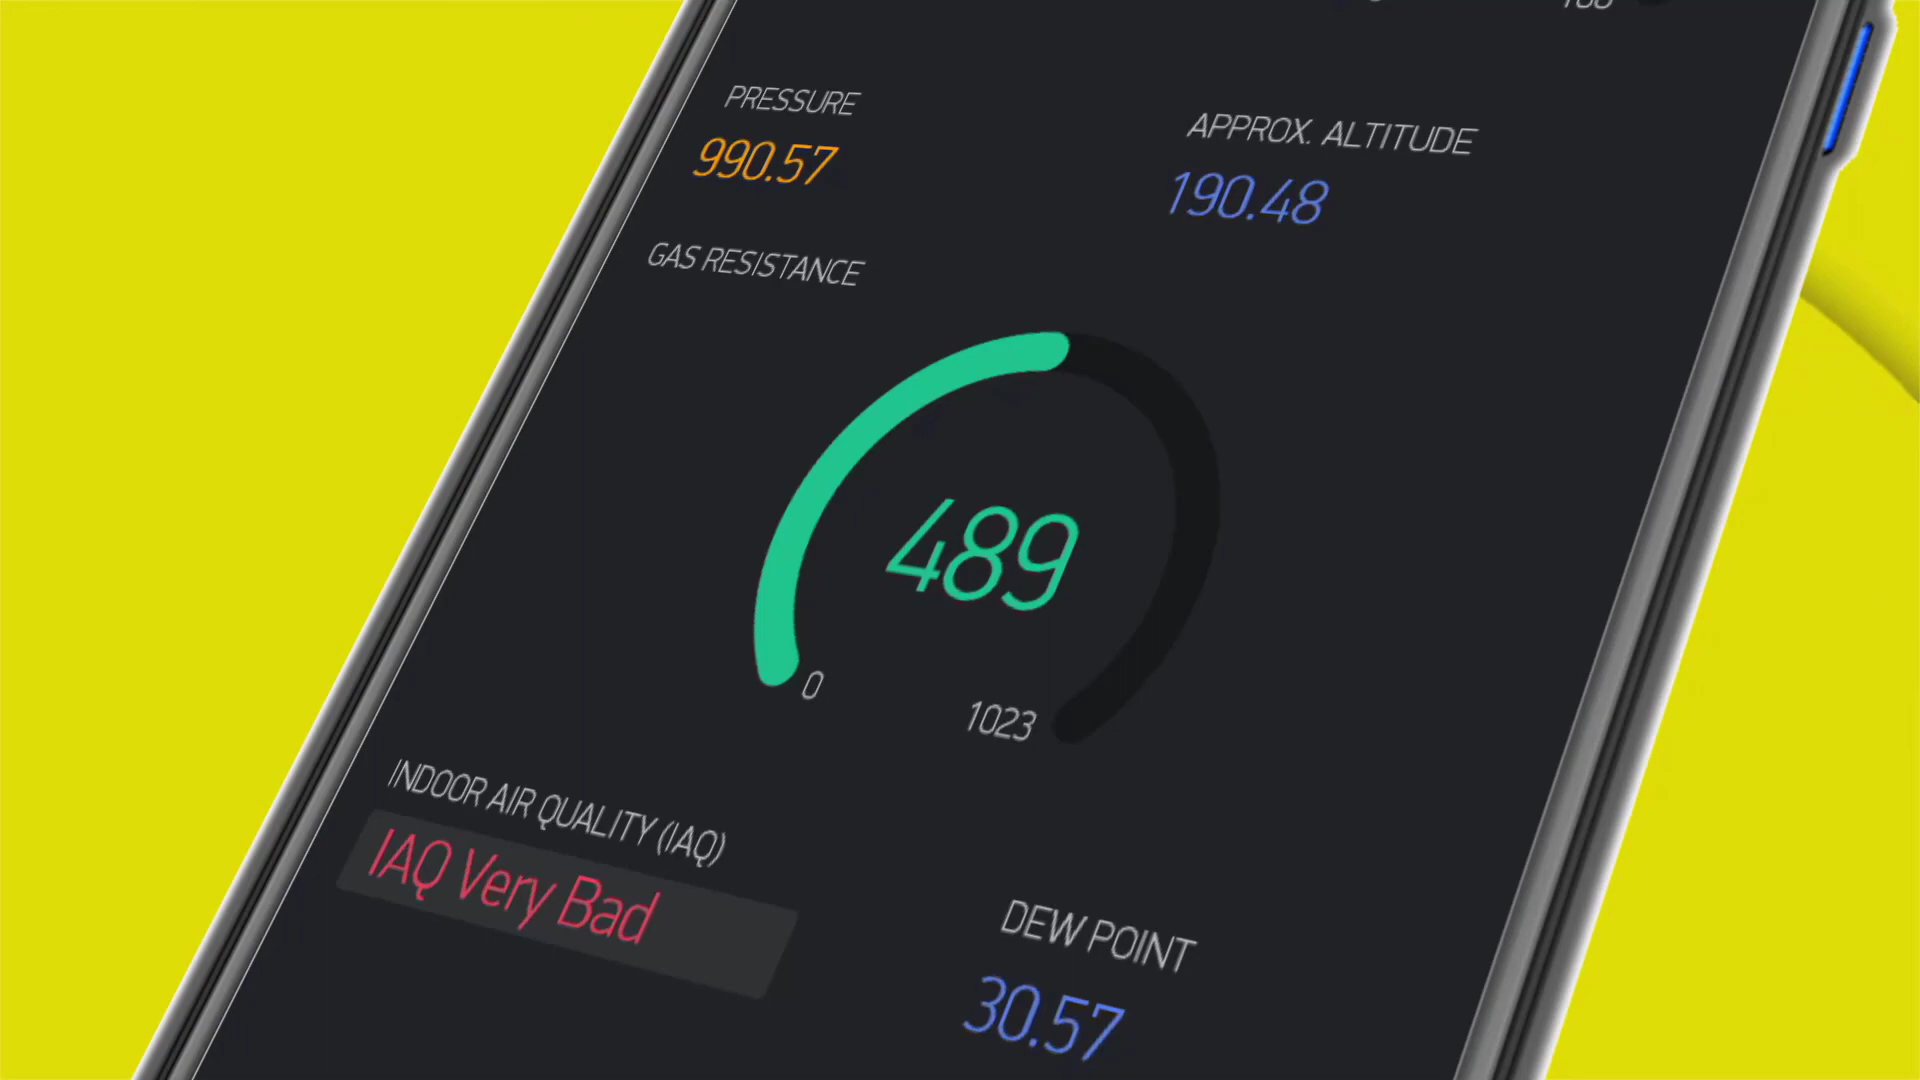 PRESSURE
990.57
APPROX. ALTITUDE
190.48
GAS RESISTANCE
489
0
1023
INDOOR AIR QUALITY (IAQ)
IAQ Very Bad
DEW POINT
30.57